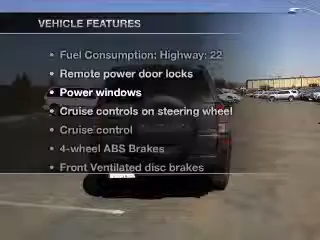 VEHICLE FEATURES
• Fuel Consumption: Highway: 22
• Remote power door locks
• Power windows
• Cruise controls on steering wheel
• Cruise control
• 4-wheel ABS Brakes
• Front Ventilated disc brakes